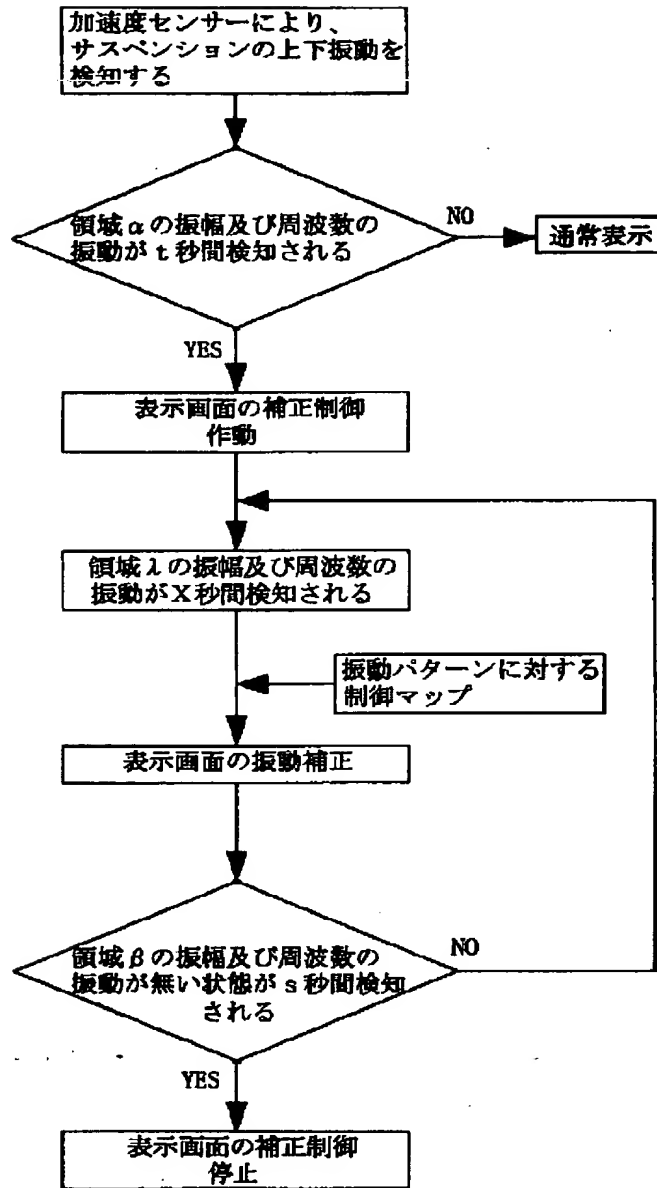 加速度センサーにより、
サスペンションの上下振動を
検知する
領域αの振幅及び周波数の
振動がt秒間検知される
NO
通常表示
YES
表示画面の補正制御
作動
領域λの振幅及び周波数の
振動がX秒間検知される
振動パターンに対する
制御マップ
表示画面の振動補正
領域βの振幅及び周波数の
振動が無い状態がs秒間検知
される
NO
YES
表示画面の補正制御
停止